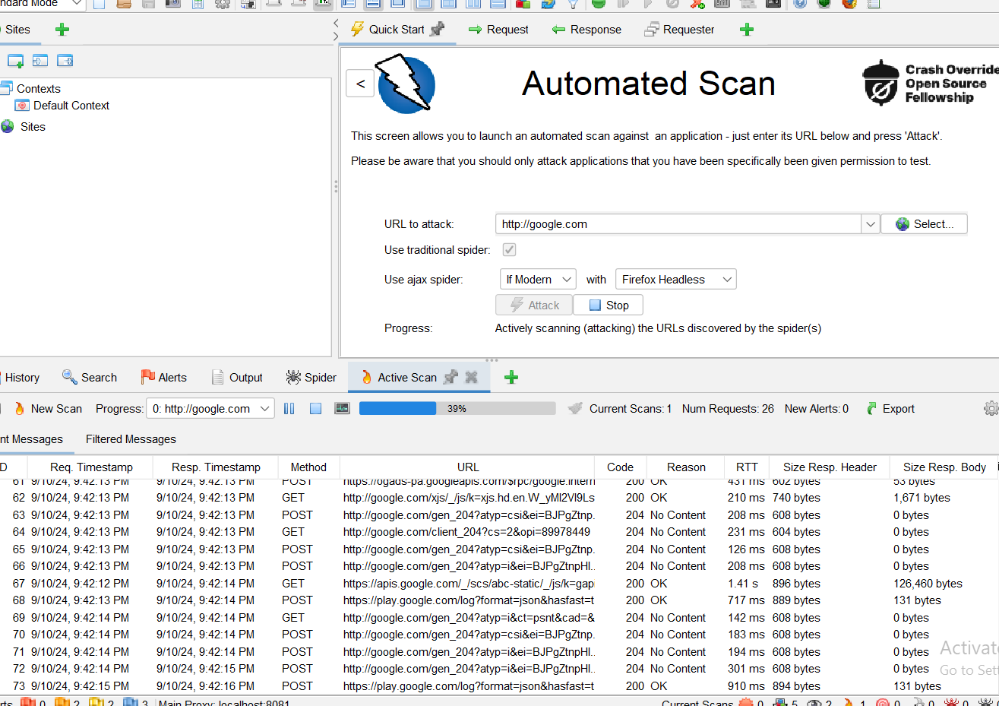 ndard Mode
Sites
Quick Start Request Response Requester
< Automated Scan
Crash Override
Open Source
Fellowship
Contexts
Default Context
Sites
This screen allows you to launch an automated scan against an application - just enter its URL below and press 'Attack'.
Please be aware that you should only attack applications that you have been specifically been given permission to test.
URL to attack: http://google.com Select...
Use traditional spider:
Use ajax spider: If Modern with Firefox Headless
Attack Stop
Progress: Actively scanning (attacking) the URLs discovered by the spider(s)
History Search Alerts Output Spider Active Scan
New Scan Progress: 0: http://google.com 39% Current Scans: 1 Num Requests: 26 New Alerts: 0 Export
nt Messages Filtered Messages
D Req. Timestamp Resp. Timestamp Method URL Code Reason RTT Size Resp. Header Size Resp. Body
61 9/10/24, 9:42:13 PM 9/10/24, 9:42:13 PM POST https://ogads-pa.googleapis.com/$rpc/google.intern 200 OK 431 ms 602 bytes 53 bytes
62 9/10/24, 9:42:13 PM 9/10/24, 9:42:13 PM GET 200 OK 210 ms 740 bytes 1,671 bytes
63 9/10/24, 9:42:13 PM 9/10/24, 9:42:13 PM POST http://google.com/gen_204?atyp=csi&ei=BJPgZtnp.. 204 No Content 208 ms 608 bytes 0 bytes
64 9/10/24, 9:42:13 PM 9/10/24, 9:42:13 PM GET http://google.com/client_204?cs=2&opi=89978449 204 No Content 231 ms 604 bytes 0 bytes
65 9/10/24, 9:42:13 PM 9/10/24, 9:42:13 PM POST http://google.com/gen_204?atyp=csi&ei=BJPgZtnp.. 204 No Content 126 ms 608 bytes 0 bytes
66 9/10/24, 9:42:13 PM 9/10/24, 9:42:13 PM POST http://google.com/gen_204?atyp=i&ei=BJPgZtnpHl.. 204 No Content 208 ms 608 bytes 0 bytes
67 9/10/24, 9:42:12 PM 9/10/24, 9:42:14 PM GET https://apis.google.com/_/scs/abc-static/_/js/k=gapi 200 OK 1.41 s 896 bytes 126,460 bytes
68 9/10/24, 9:42:13 PM 9/10/24, 9:42:14 PM POST https://play.google.com/log?format=json&hasfast=t 200 OK 717 ms 889 bytes 131 bytes
69 9/10/24, 9:42:14 PM 9/10/24, 9:42:14 PM GET http://google.com/gen_204?atyp=i&ct=psnt&cad=& 204 No Content 142 ms 608 bytes 0 bytes
70 9/10/24, 9:42:14 PM 9/10/24, 9:42:14 PM POST http://google.com/gen_204?atyp=csi&ei=BJPgZtnp.. 204 No Content 183 ms 608 bytes 0 bytes
71 9/10/24, 9:42:14 PM 9/10/24, 9:42:14 PM POST http://google.com/gen_204?atyp=i&ei=BJPgZtnpHl.. 204 No Content 194 ms 608 bytes 0 bytes
72 9/10/24, 9:42:14 PM 9/10/24, 9:42:15 PM POST http://google.com/gen_204?atyp=i&ei=BJPgZtnpHl.. 204 No Content 301 ms 608 bytes 0 bytes
73 9/10/24, 9:42:15 PM 9/10/24, 9:42:16 PM POST https://play.google.com/log?format=json&hasfast=t 200 OK 910 ms 894 bytes 131 bytes
Activat
Go to Set
rts 0 2 2 3 Main Proxy: localhost:8081 Current Scans 0 5 2 1 0 0 0